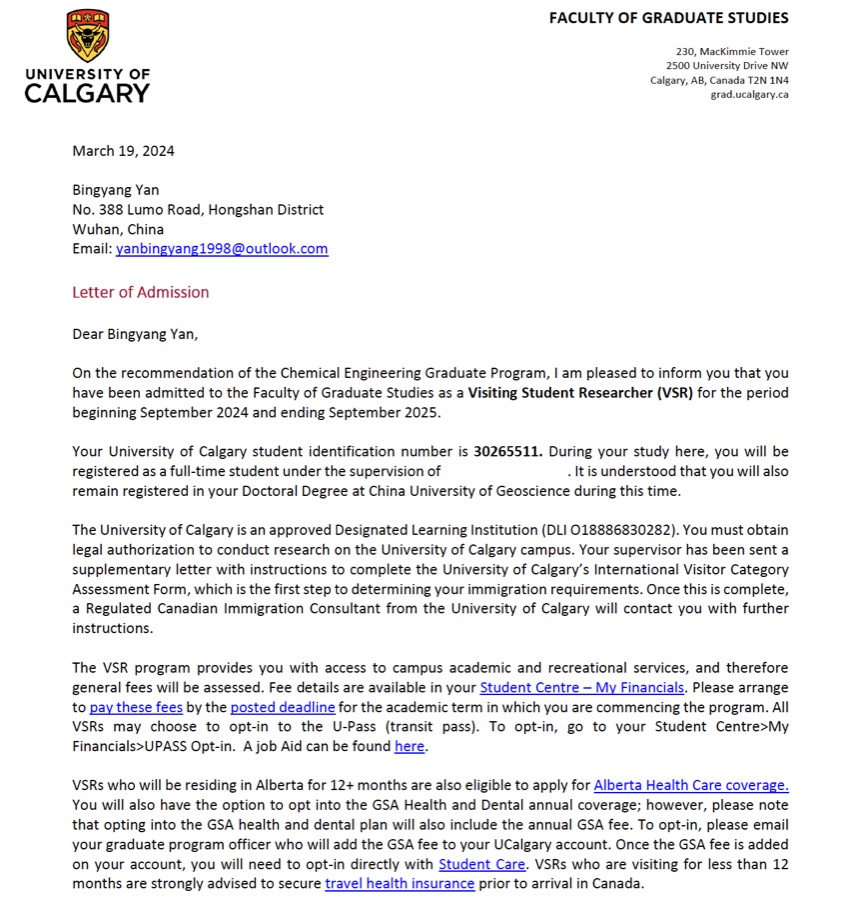 UNIVERSITY OF
CALGARY
FACULTY OF GRADUATE STUDIES
230, MacKimmie Tower
2500 University Drive NW
Calgary, AB, Canada T2N 1N4
grad.ucalgary.ca
March 19, 2024
Bingyang Yan
No. 388 Lumo Road, Hongshan District
Wuhan, China
Email: yanbingyang1998@outlook.com
Letter of Admission
Dear Bingyang Yan,
On the recommendation of the Chemical Engineering Graduate Program, I am pleased to inform you that you
have been admitted to the Faculty of Graduate Studies as a Visiting Student Researcher (VSR) for the period
beginning September 2024 and ending September 2025.
Your University of Calgary student identification number is 30265511. During your study here, you will be
registered as a full-time student under the supervision of . It is understood that you will also
remain registered in your Doctoral Degree at China University of Geoscience during this time.
The University of Calgary is an approved Designated Learning Institution (DLI O18886830282). You must obtain
legal authorization to conduct research on the University of Calgary campus. Your supervisor has been sent a
supplementary letter with instructions to complete the University of Calgary's International Visitor Category
Assessment Form, which is the first step to determining your immigration requirements. Once this is complete,
a Regulated Canadian Immigration Consultant from the University of Calgary will contact you with further
instructions.
The VSR program provides you with access to campus academic and recreational services, and therefore
general fees will be assessed. Fee details are available in your Student Centre – My Financials. Please arrange
to pay these fees by the posted deadline for the academic term in which you are commencing the program. All
VSRs may choose to opt-in to the U-Pass (transit pass). To opt-in, go to your Student Centre>My
Financials>UPASS Opt-in. A job Aid can be found here.
VSRs who will be residing in Alberta for 12+ months are also eligible to apply for Alberta Health Care coverage.
You will also have the option to opt into the GSA Health and Dental annual coverage; however, please note
that opting into the GSA health and dental plan will also include the annual GSA fee. To opt-in, please email
your graduate program officer who will add the GSA fee to your UCalgary account. Once the GSA fee is added
on your account, you will need to opt-in directly with Student Care. VSRs who are visiting for less than 12
months are strongly advised to secure travel health insurance prior to arrival in Canada.